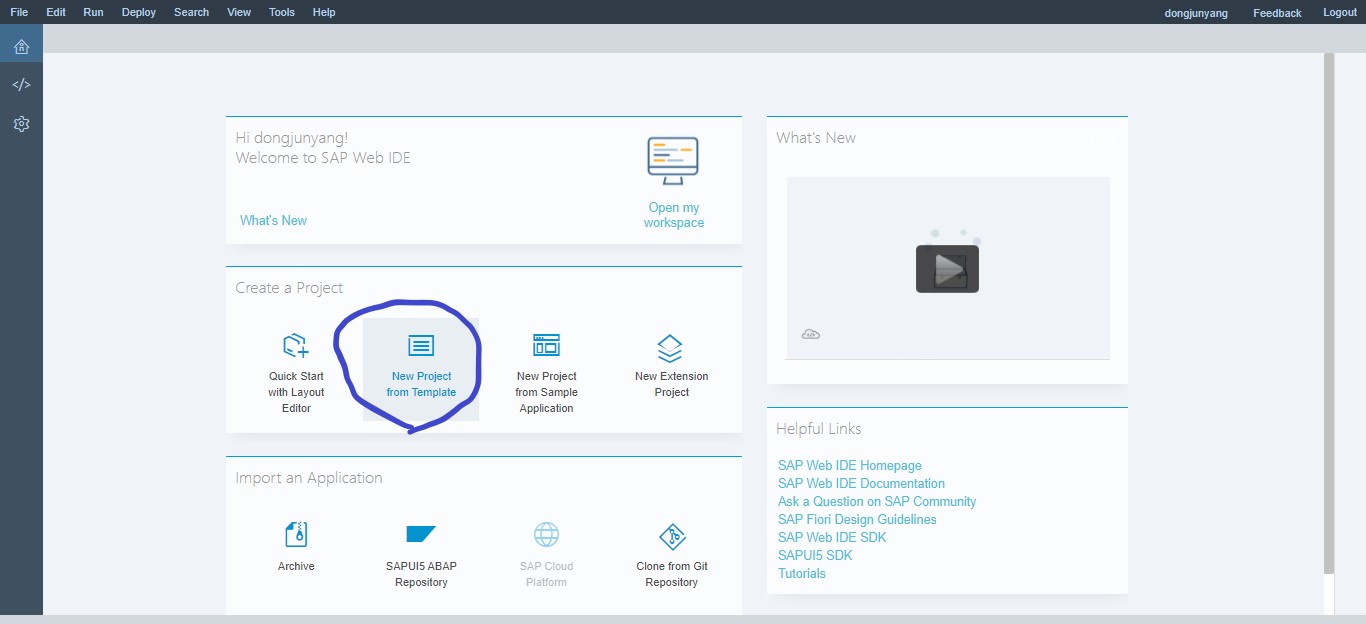 File Edit Run Deploy Search View Tools Help
dongjunyang Feedback Logout
Hi dongjunyang!
Welcome to SAP Web IDE
What's New
Open my
workspace
Create a Project
Quick Start
with Layout
Editor
New Project
from Template
New Project
from Sample
Application
New Extension
Project
Import an Application
Archive
SAPUI5 ABAP
Repository
SAP Cloud
Platform
Clone from Git
Repository
What's New
Helpful Links
SAP Web IDE Homepage
SAP Web IDE Documentation
Ask a Question on SAP Community
SAP Fiori Design Guidelines
SAP Web IDE SDK
SAPUI5 SDK
Tutorials